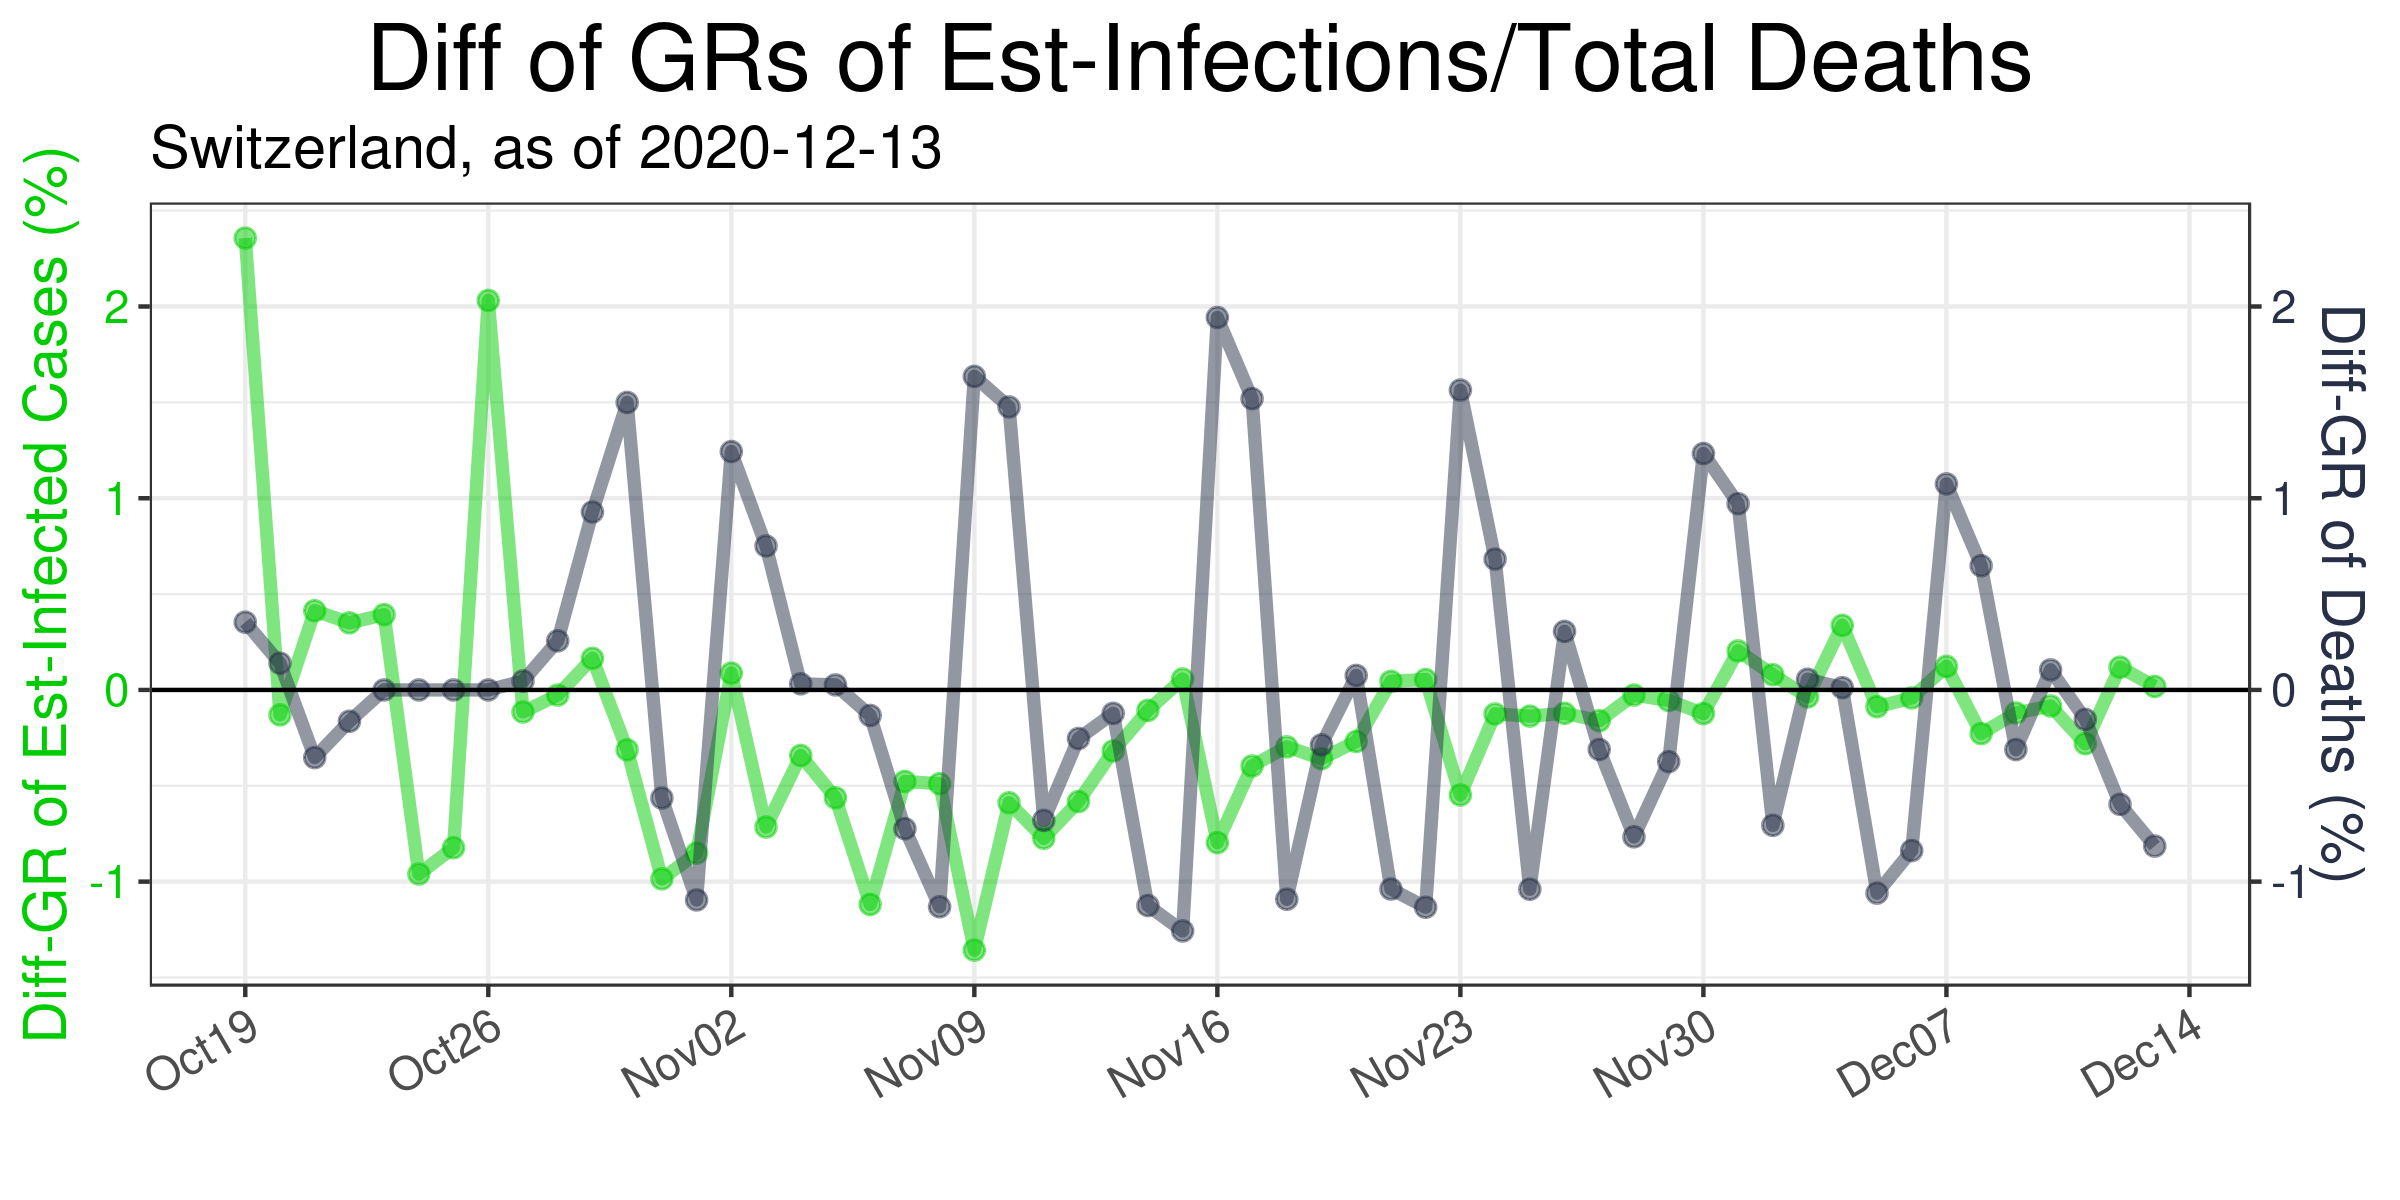 Diff of GRs of Est-Infections/Total Deaths
Switzerland, as of 2020-12-13
Diff-GR of Est-Infected Cases (%)
2
1
0
-1
2
1
0
-1
Diff-GR of Deaths (%)
Oct19
Oct26
Nov02
Nov09
Nov16
Nov23
Nov30
Dec07
Dec14